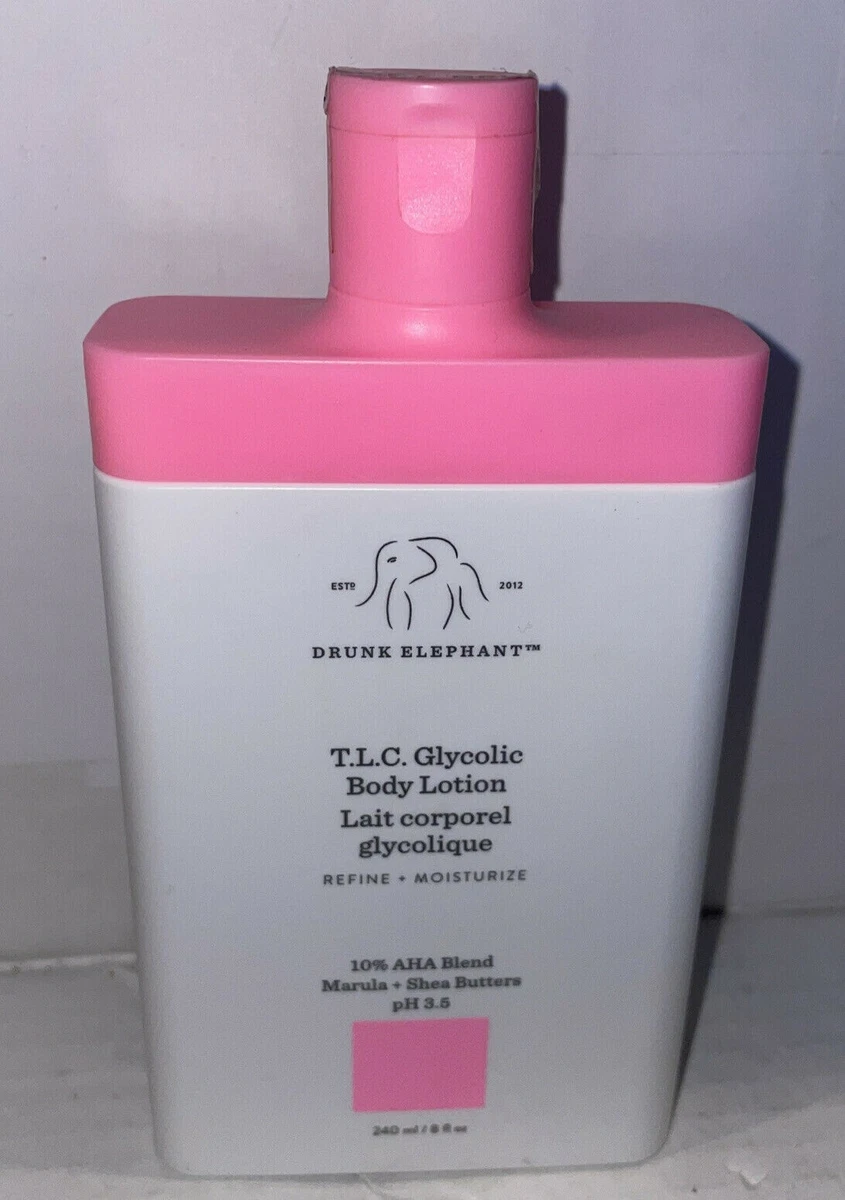 ESTD 2012
DRUNK ELEPHANT™
T.L.C. Glycolic
Body Lotion
Lait corporel
glycolique
REFINE + MOISTURIZE
10% AHA Blend
Marula + Shea Butters
pH 3.5
240 ml / 8 fl oz